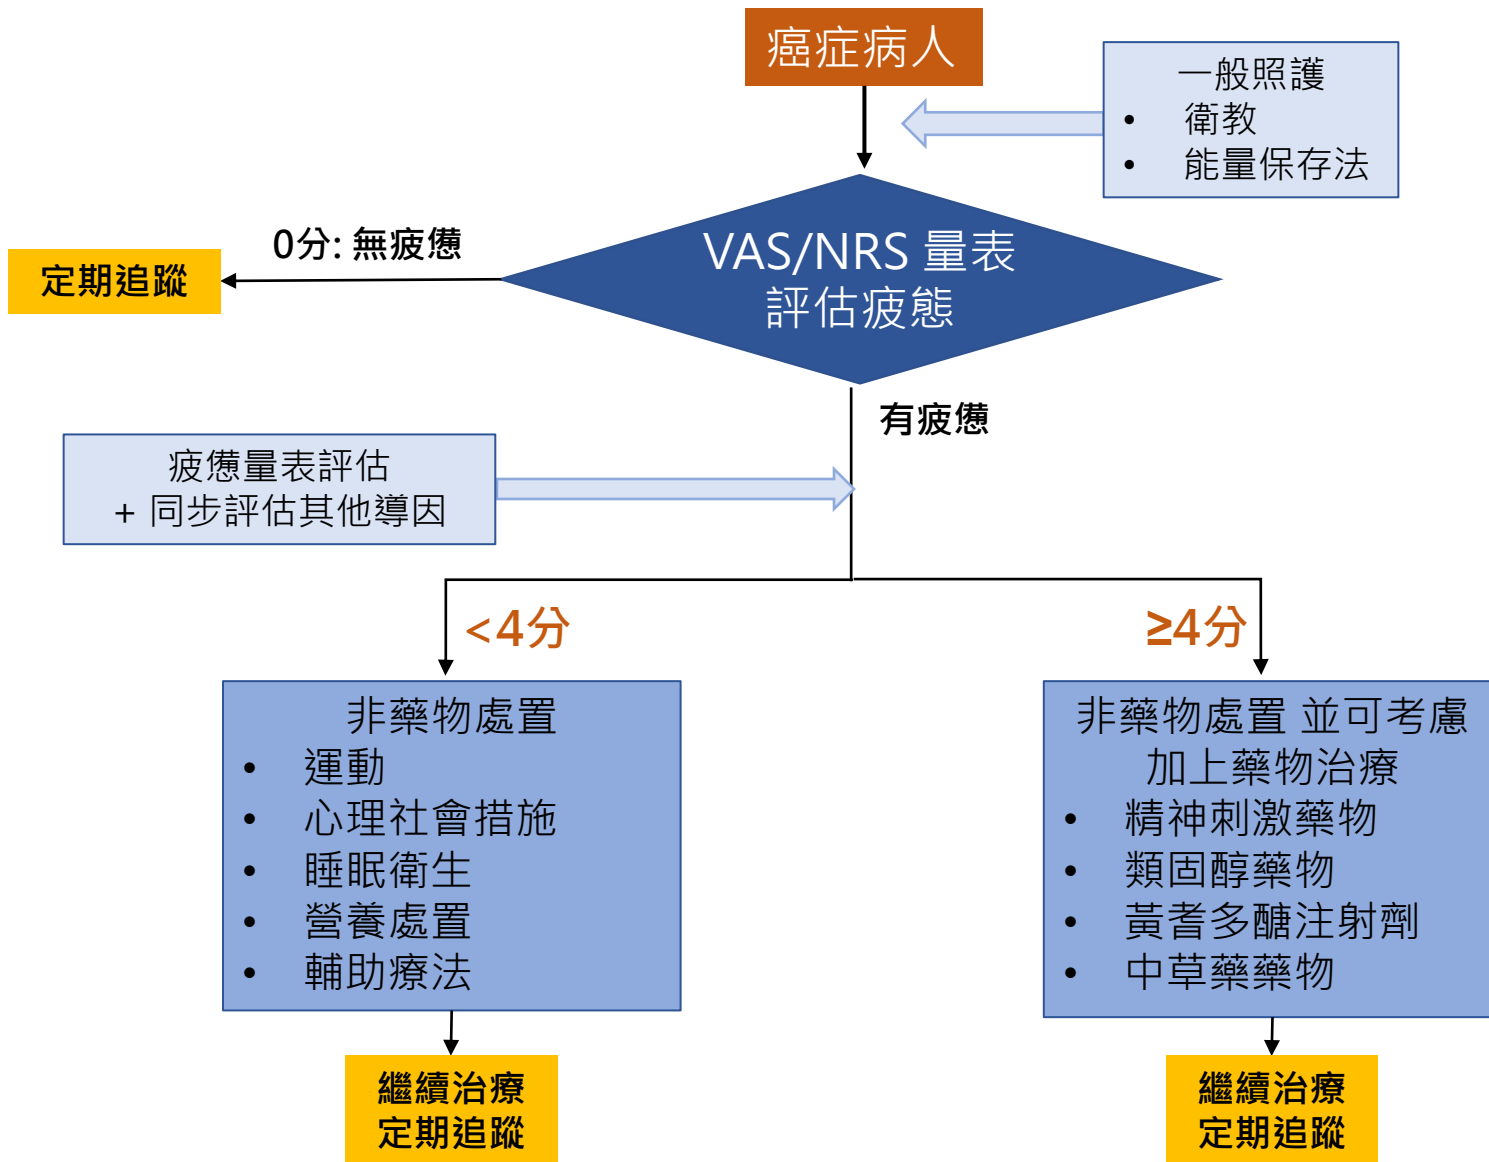 癌症病人
一般照護
• 衛教
• 能量保存法
VAS/NRS 量表
評估疲態
0分: 無疲憊
定期追蹤
有疲憊
疲憊量表評估
+ 同步評估其他導因
<4分
≥4分
非藥物處置
• 運動
• 心理社會措施
• 睡眠衛生
• 營養處置
• 輔助療法
非藥物處置 並可考慮
加上藥物治療
• 精神刺激藥物
• 類固醇藥物
• 黃耆多醣注射劑
• 中草藥藥物
繼續治療
定期追蹤
繼續治療
定期追蹤